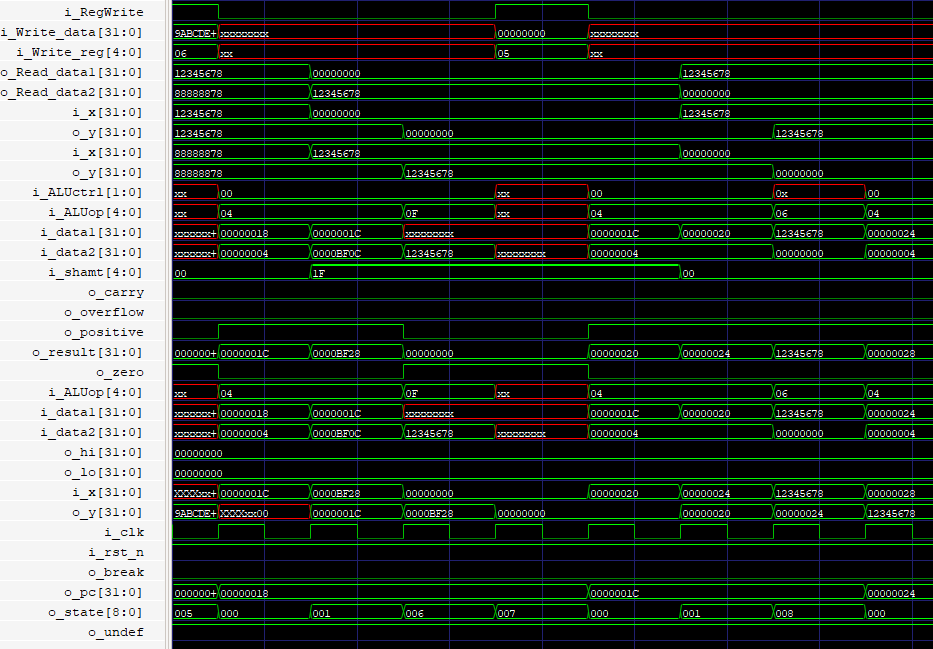 i_RegWrite
i_Write_data[31:0] 9ABCDE+ xxxxxxxx 00000000 xxxxxxxx
i_Write_reg[4:0] 06 xx 05 xx
o_Read_data1[31:0] 12345678 00000000 12345678
o_Read_data2[31:0] 88888878 12345678 00000000
i_x[31:0] 12345678 00000000 12345678
o_y[31:0] 12345678 00000000 12345678
i_x[31:0] 88888878 12345678 00000000
o_y[31:0] 88888878 12345678 00000000
i_ALUctrl[1:0] xx 00 xx 00 0x 00
i_ALUop[4:0] xx 04 0F xx 04 06 04
i_data1[31:0] xxxxxx+ 00000018 0000001C xxxxxxxx 0000001C 00000020 12345678 00000024
i_data2[31:0] xxxxxx+ 00000004 0000BF0C 12345678 xxxxxxxx 00000004 00000000 00000004
i_shamt[4:0] 00 1F 00
o_carry
o_overflow
o_positive
o_result[31:0] 000000+ 0000001C 0000BF28 00000000 00000020 00000024 12345678 00000028
o_zero
i_ALUop[4:0] xx 04 0F xx 04 06 04
i_data1[31:0] xxxxxx+ 00000018 0000001C xxxxxxxx 0000001C 00000020 12345678 00000024
i_data2[31:0] xxxxxx+ 00000004 0000BF0C 12345678 xxxxxxxx 00000004 00000000 00000004
o_hi[31:0] 00000000
o_lo[31:0] 00000000
i_x[31:0] XXXXxx+ 0000001C 0000BF28 00000000 00000020 00000024 12345678 00000028
o_y[31:0] 9ABCDE+ XXXXxx00 0000001C 0000BF28 00000000 00000020 00000024 12345678
i_clk
i_rst_n
o_break
o_pc[31:0] 000000+ 00000018 0000001C 00000024
o_state[8:0] 005 000 001 006 007 000 001 008 000
o_undef